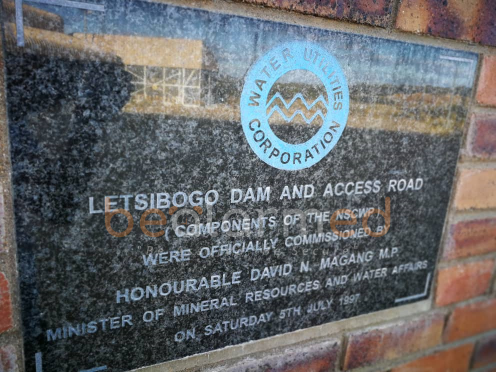 WATER UTILITIES
CORPORATION
LETSIBOGO DAM AND ACCESS ROAD
COMPONENTS OF THE NSCWP1
WERE OFFICIALLY COMMISSIONED BY
HONOURABLE DAVID N. MAGANG M.P.
MINISTER OF MINERAL RESOURCES AND WATER AFFAIRS
ON SATURDAY 5TH JULY 1997